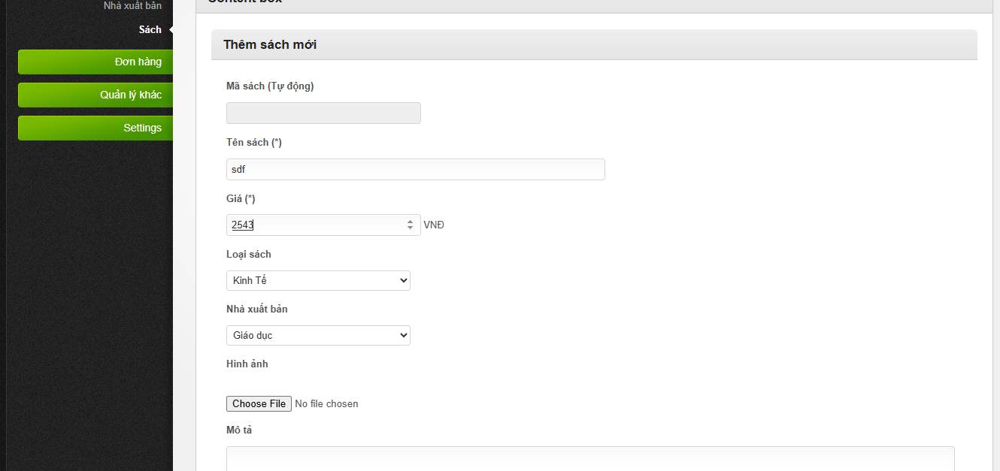 Nhà xuất bản
Sách
Đơn hàng
Quản lý khác
Settings
Content box
Thêm sách mới
Mã sách (Tự động)
Tên sách (*)
sdf
Giá (*)
2543 VNĐ
Loại sách
Kinh Tế
Nhà xuất bản
Giáo dục
Hình ảnh
Choose File No file chosen
Mô tả